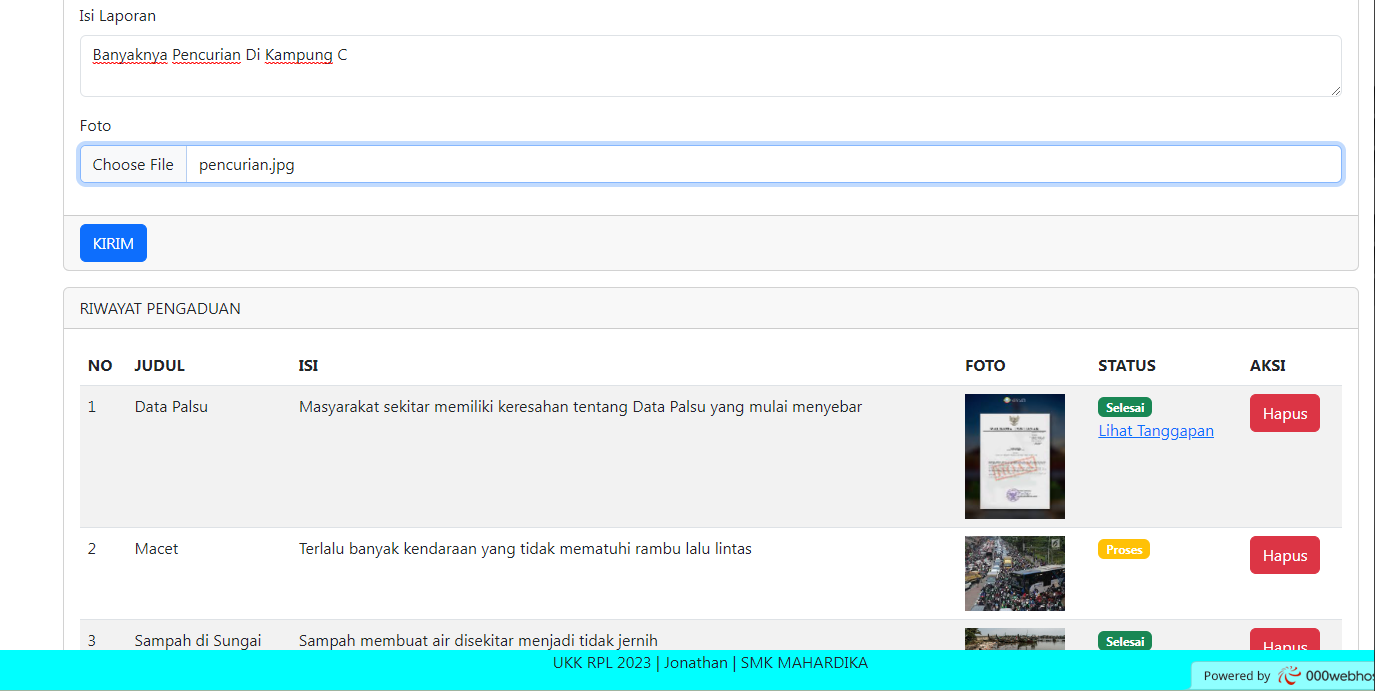 Isi Laporan
Banyaknya Pencurian Di Kampung C
Foto
Choose File pencurian.jpg
KIRIM
RIWAYAT PENGADUAN
NO JUDUL ISI FOTO STATUS AKSI
1 Data Palsu Masyarakat sekitar memiliki keresahan tentang Data Palsu yang mulai menyebar Selesai Hapus
Lihat Tanggapan
2 Macet Terlalu banyak kendaraan yang tidak mematuhi rambu lalu lintas Proses Hapus
3 Sampah di Sungai Sampah membuat air disekitar menjadi tidak jernih Selesai Hapus
UKK RPL 2023 | Jonathan | SMK MAHARDIKA
Powered by 000webhos